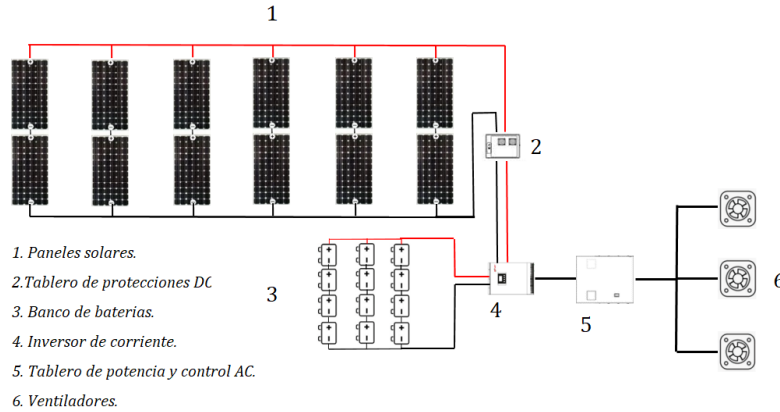 1
2
3
4
5
6
1. Paneles solares.
2.Tablero de protecciones DC
3. Banco de baterias.
4. Inversor de corriente.
5. Tablero de potencia y control AC.
6. Ventiladores.